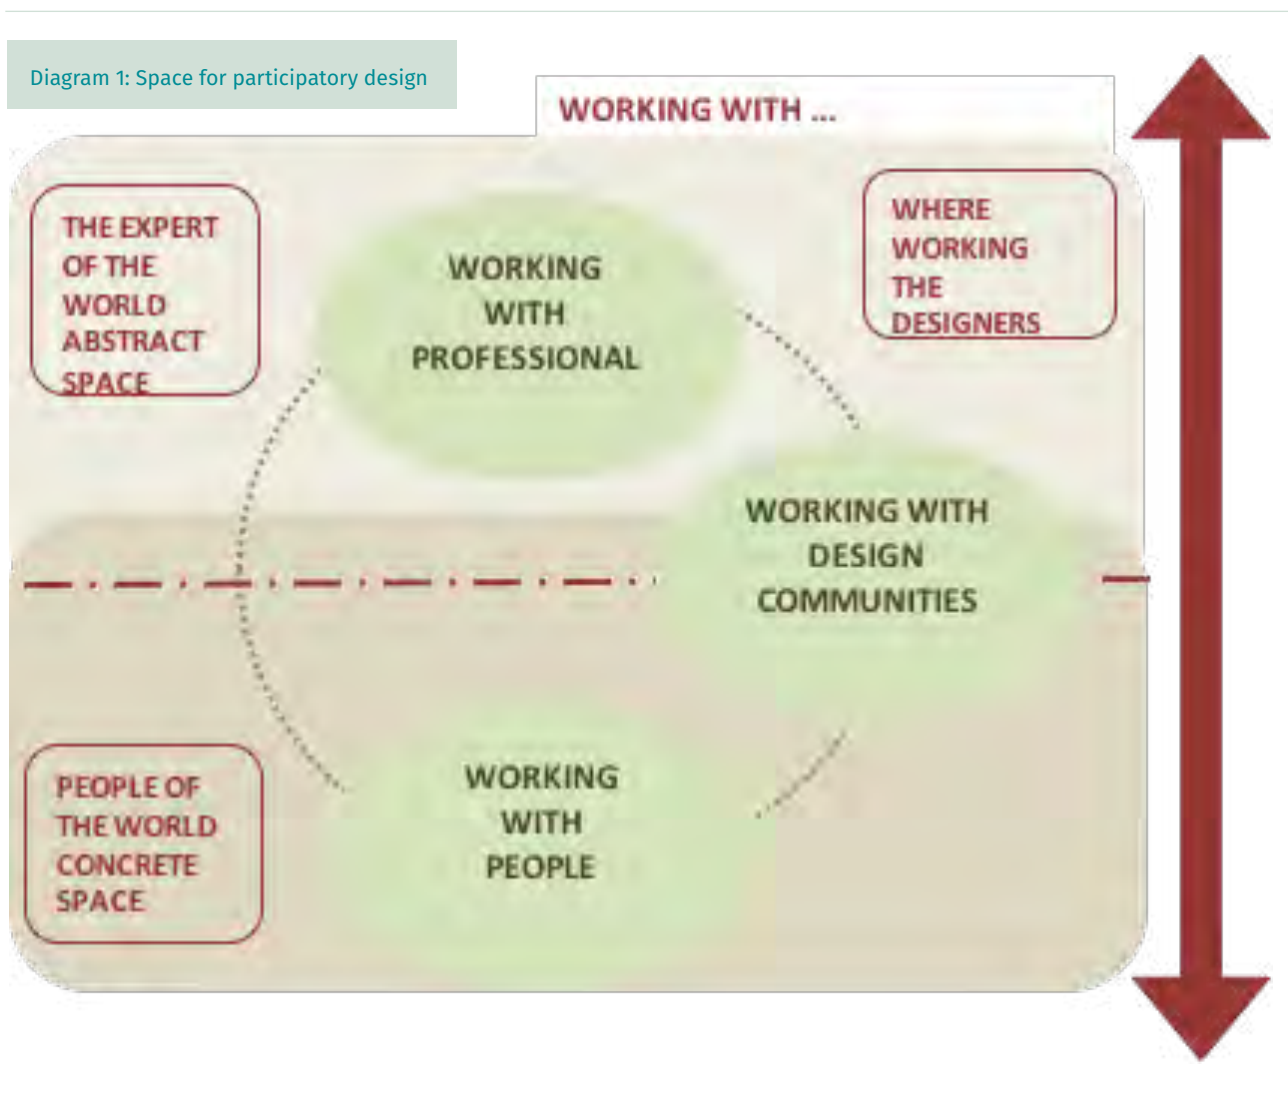 Diagram 1: Space for participatory design
WORKING WITH ...
THE EXPERT
OF THE
WORLD
ABSTRACT
SPACE
WORKING
WITH
PROFESSIONAL
WHERE
WORKING
THE
DESIGNERS
WORKING WITH
DESIGN
COMMUNITIES
PEOPLE OF
THE WORLD
CONCRETE
SPACE
WORKING
WITH
PEOPLE